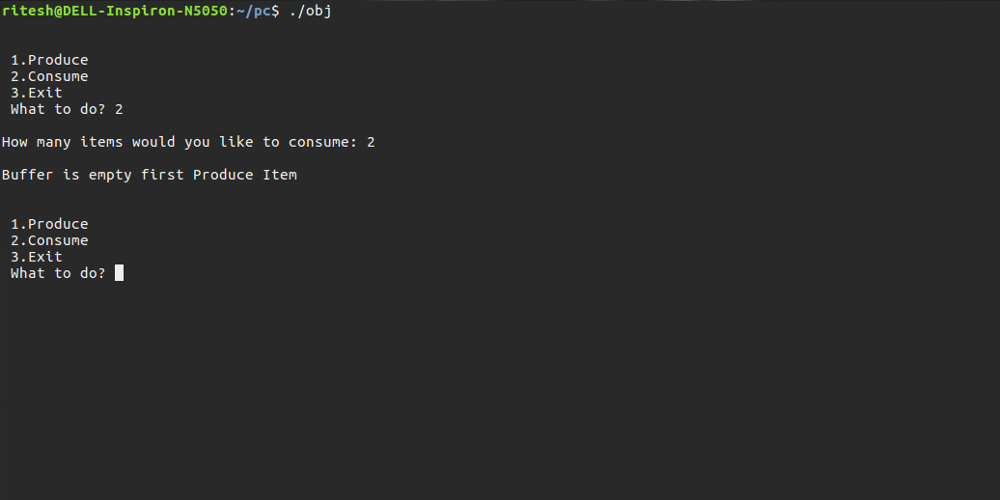 ritesh@DELL-Inspiron-N5050:~/pc$ ./obj
1.Produce
2.Consume
3.Exit
What to do? 2
How many items would you like to consume: 2
Buffer is empty first Produce Item
1.Produce
2.Consume
3.Exit
What to do?